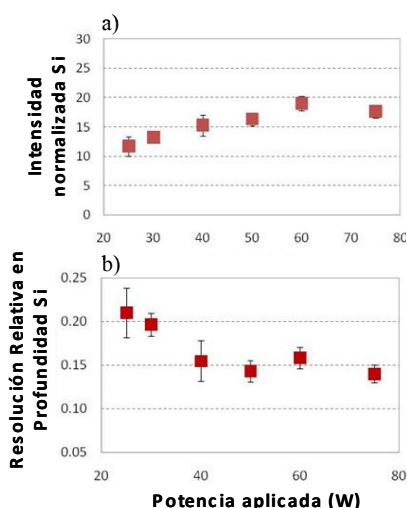 a)
Intensidad
normalizada Si
30
25
20
15
10
5
0
20 30 40 50 60 70 80
b)
Resolución Relativa en
Profundidad Si
0.25
0.20
0.15
0.10
0.05
20 40 60 80
Potencia aplicada (W)